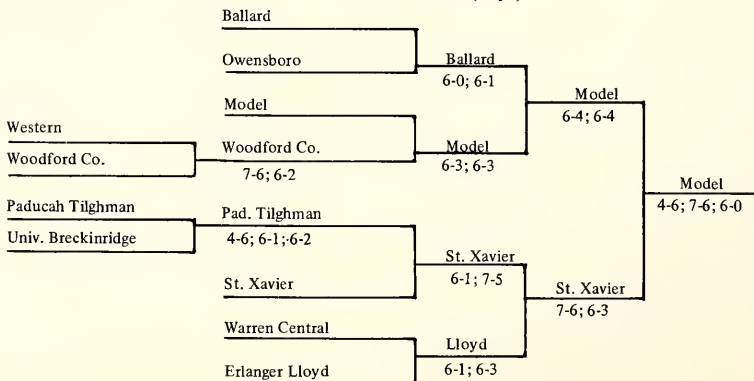 Ballard
Owensboro
Ballard
6-0; 6-1
Model
Model
6-4; 6-4
Western
Woodford Co.
Woodford Co.
7-6; 6-2
Model
6-3; 6-3
Model
4-6; 7-6; 6-0
Paducah Tilghman
Univ. Breckinridge
Pad. Tilghman
4-6; 6-1; 6-2
St. Xavier
St. Xavier
6-1; 7-5
St. Xavier
7-6; 6-3
Warren Central
Erlanger Lloyd
Lloyd
6-1; 6-3